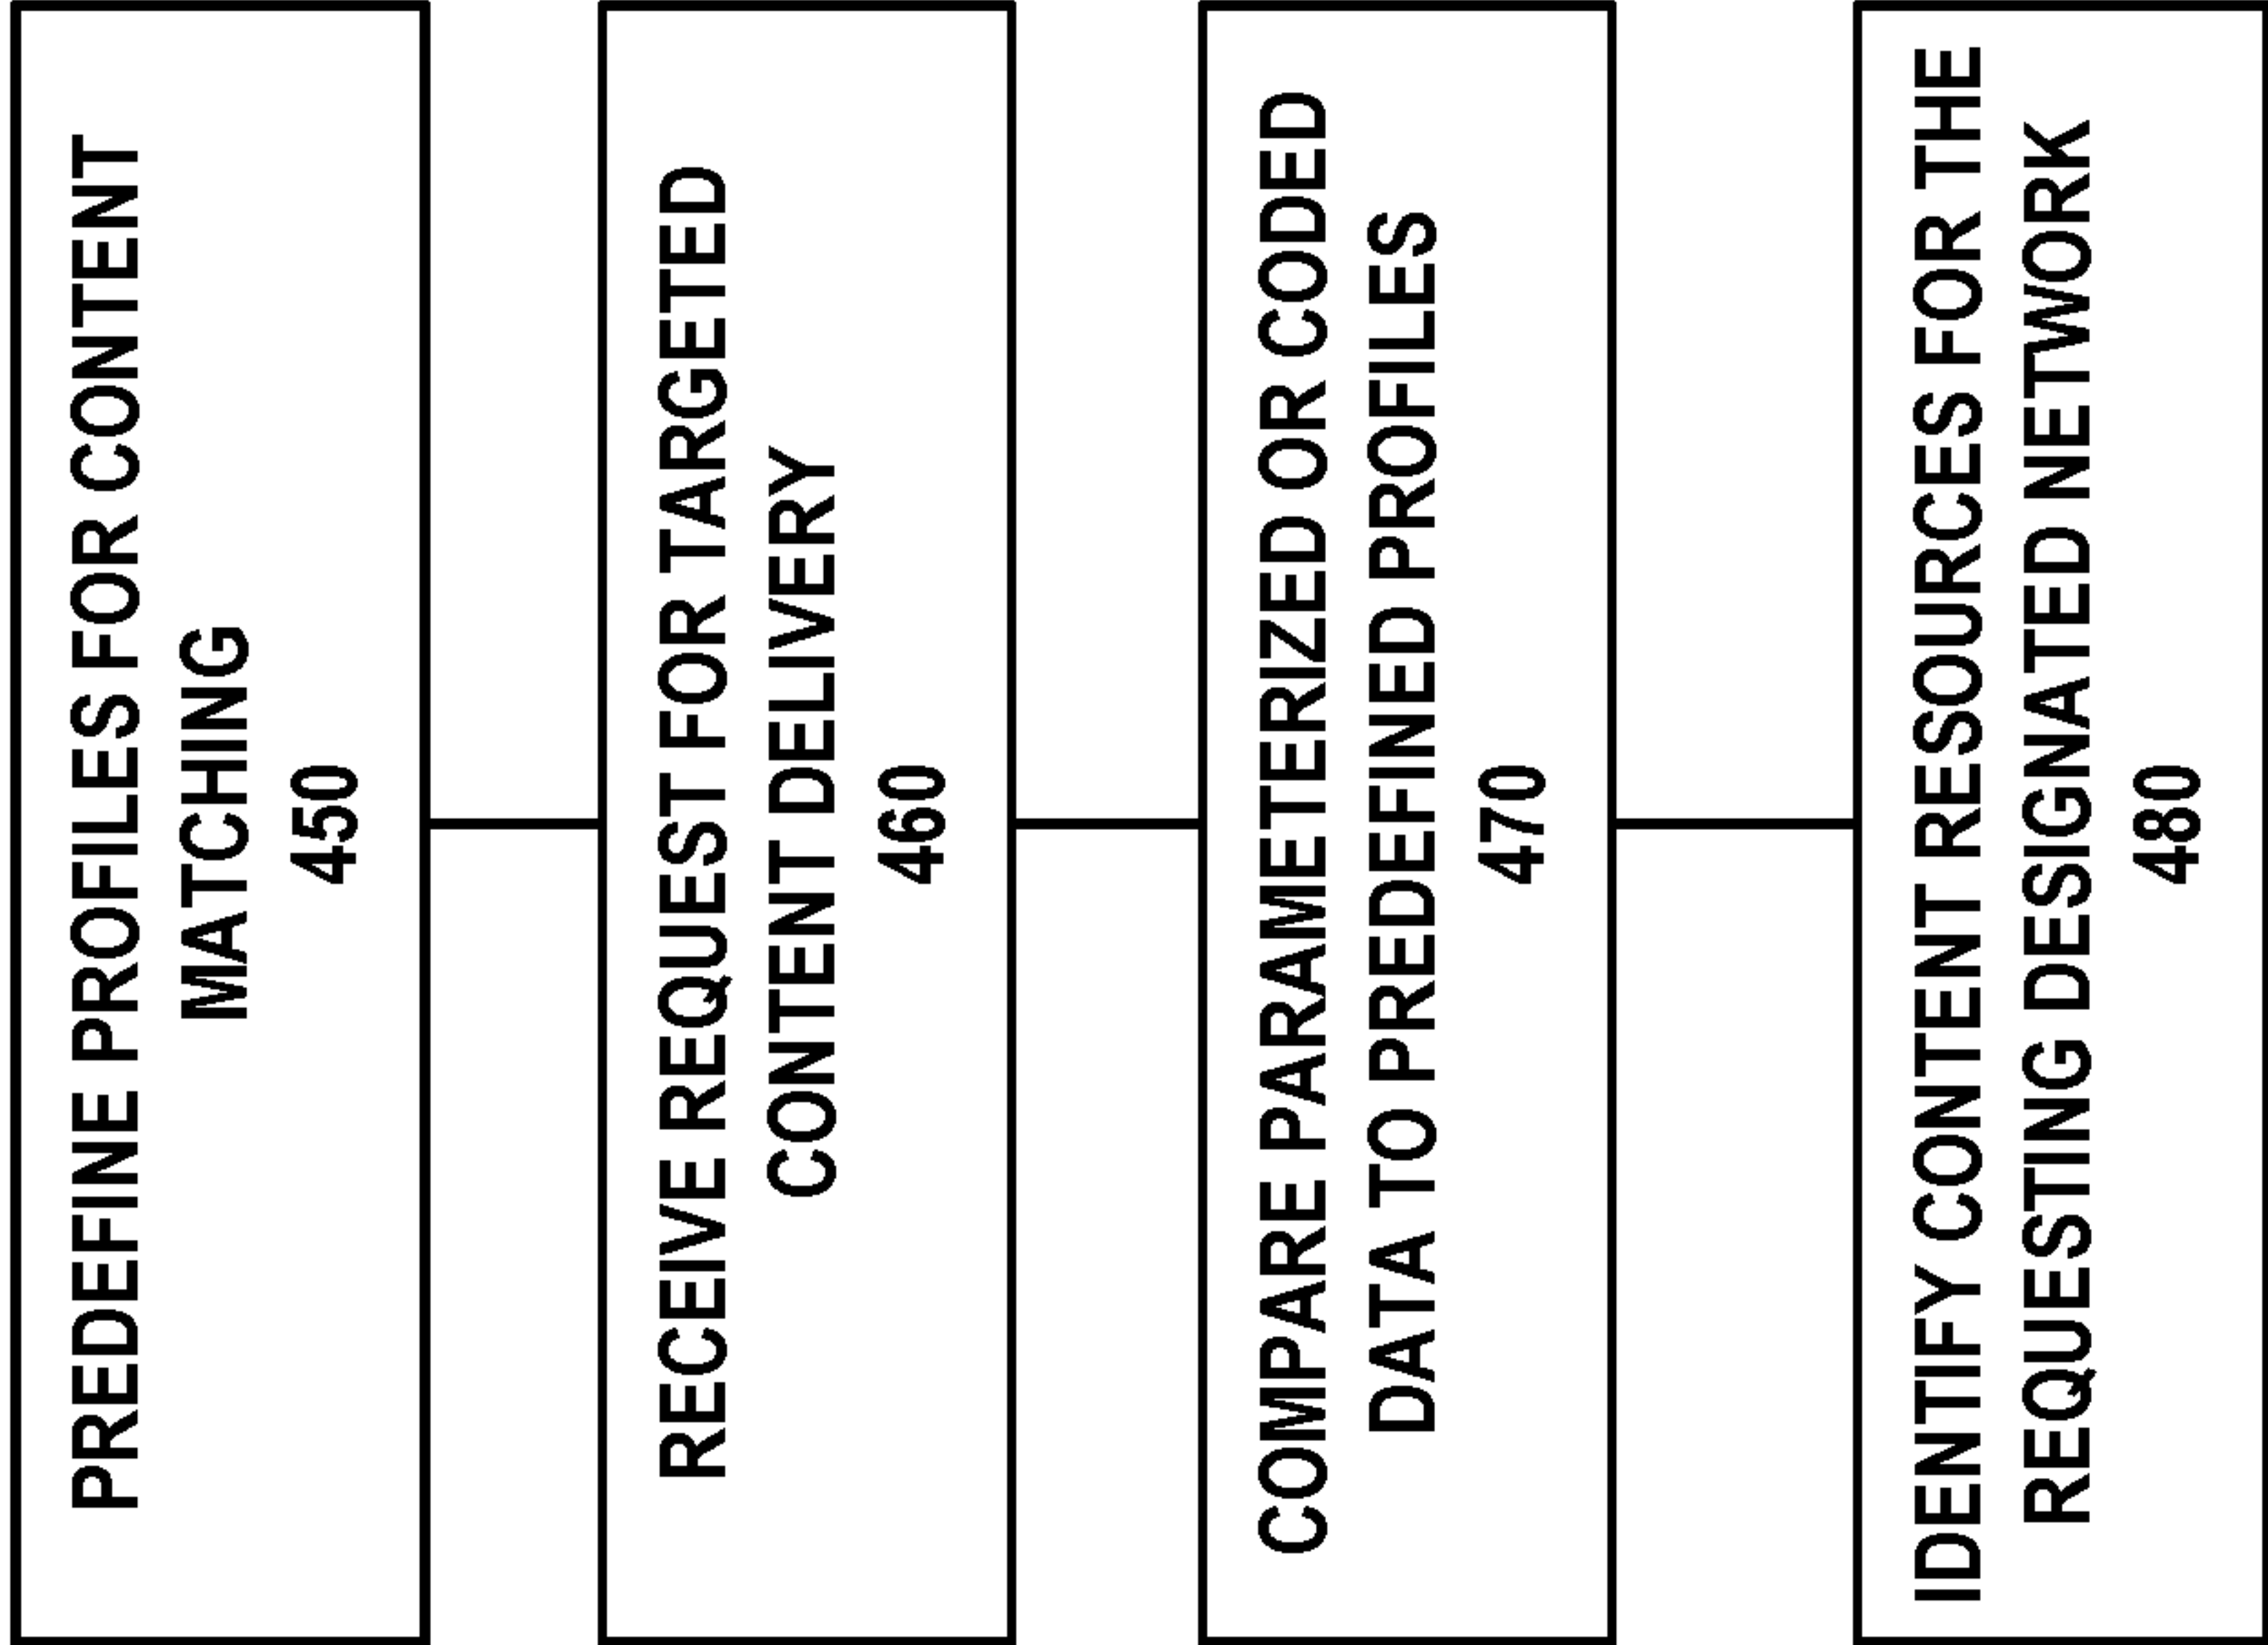 PREDEFINE PROFILES FOR CONTENT
MATCHING
450
RECEIVE REQUEST FOR TARGETED
CONTENT DELIVERY
460
COMPARE PARAMETERIZED OR CODED
DATA TO PREDEFINED PROFILES
470
IDENTIFY CONTENT RESOURCES FOR THE
REQUESTING DESIGNATED NETWORK
480